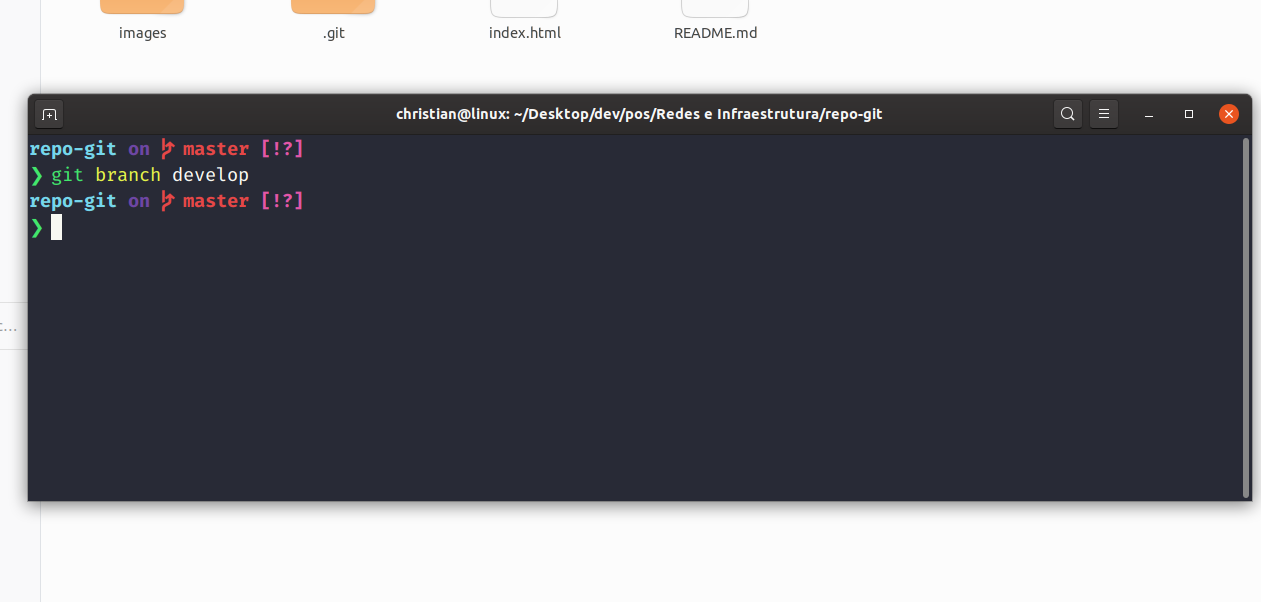 images .git index.html README.md
christian@linux: ~/Desktop/dev/pos/Redes e Infraestrutura/repo-git
repo-git on master [!?]
❯ git branch develop
repo-git on master [!?]
❯